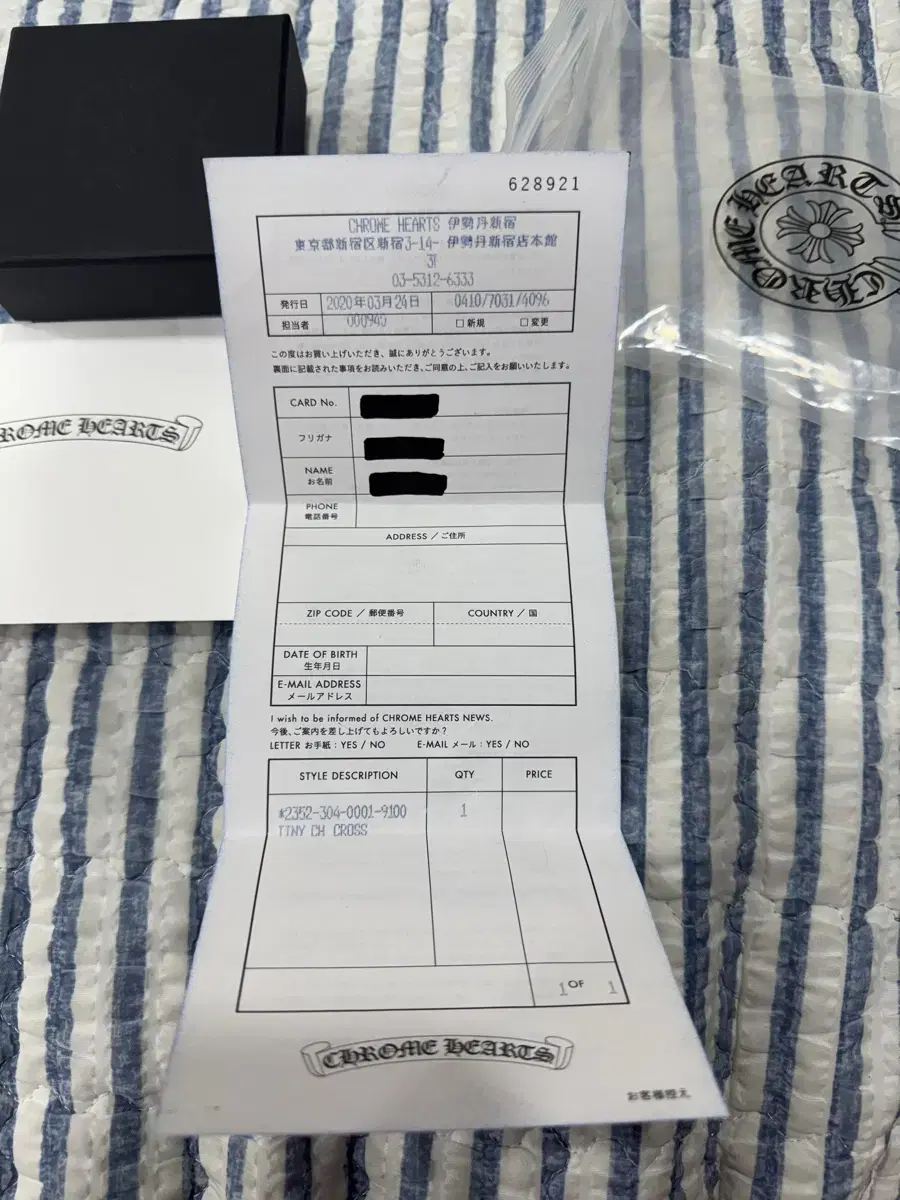 628921
CHROME HEARTS 伊勢丹新宿
東京都新宿区新宿3-14- 伊勢丹新宿店本館
3F
03-5312-6333
発行日 2020年03月24日 0410/7031/4096
担当者 000940 □ 新規 □ 変更
この度はお買い上げいただき、誠にありがとうございます。
裏面に記載された事項をお読みいただき、ご同意の上、ご記入をお願いいたします。
CARD No.
フリガナ
NAME
お名前
PHONE
電話番号
ADDRESS / ご住所
ZIP CODE / 郵便番号 COUNTRY / 国
DATE OF BIRTH
生年月日
E-MAIL ADDRESS
メールアドレス
I wish to be informed of CHROME HEARTS NEWS.
今後、ご案内を差し上げてもよろしいですか?
LETTER お手紙 : YES / NO E-MAIL メール : YES / NO
STYLE DESCRIPTION QTY PRICE
*2352-304-0001-9100 1
TINY CH CROSS
1 OF 1
CHROME HEARTS
お客様控え
ROME HEARTS
CHROME HEARTS